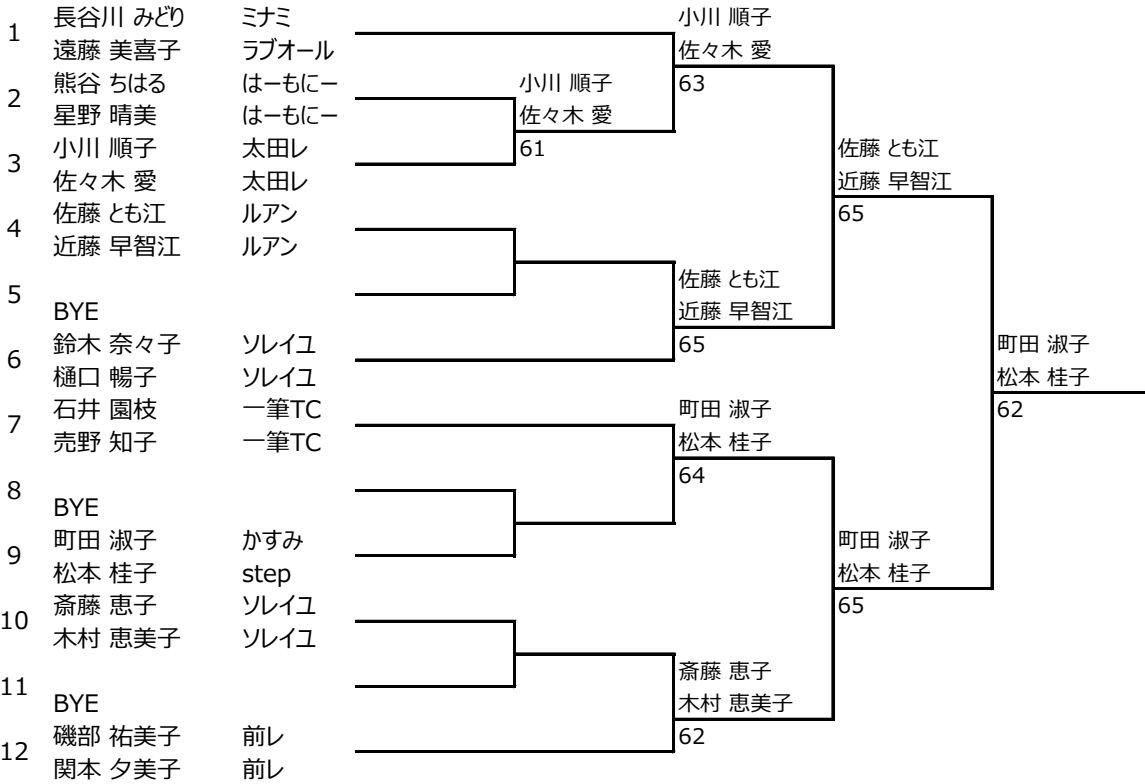 1
長谷川 みどり ミナミ
遠藤 美喜子 ラブオール
2
熊谷 ちはる はーもにー
星野 晴美 はーもにー
3
小川 順子 太田レ
佐々木 愛 太田レ
4
佐藤 とも江 ルアン
近藤 早智江 ルアン
5
BYE
6
鈴木 奈々子 ソレイユ
樋口 暢子 ソレイユ
7
石井 園枝 一筆TC
売野 知子 一筆TC
8
BYE
9
町田 淑子 かすみ
松本 桂子 step
10
斎藤 恵子 ソレイユ
木村 恵美子 ソレイユ
11
BYE
12
磯部 祐美子 前レ
関本 夕美子 前レ
小川 順子
佐々木 愛
61
小川 順子
佐々木 愛
63
佐藤 とも江
近藤 早智江
65
町田 淑子
松本 桂子
64
斎藤 恵子
木村 恵美子
62
佐藤 とも江
近藤 早智江
65
町田 淑子
松本 桂子
65
町田 淑子
松本 桂子
62